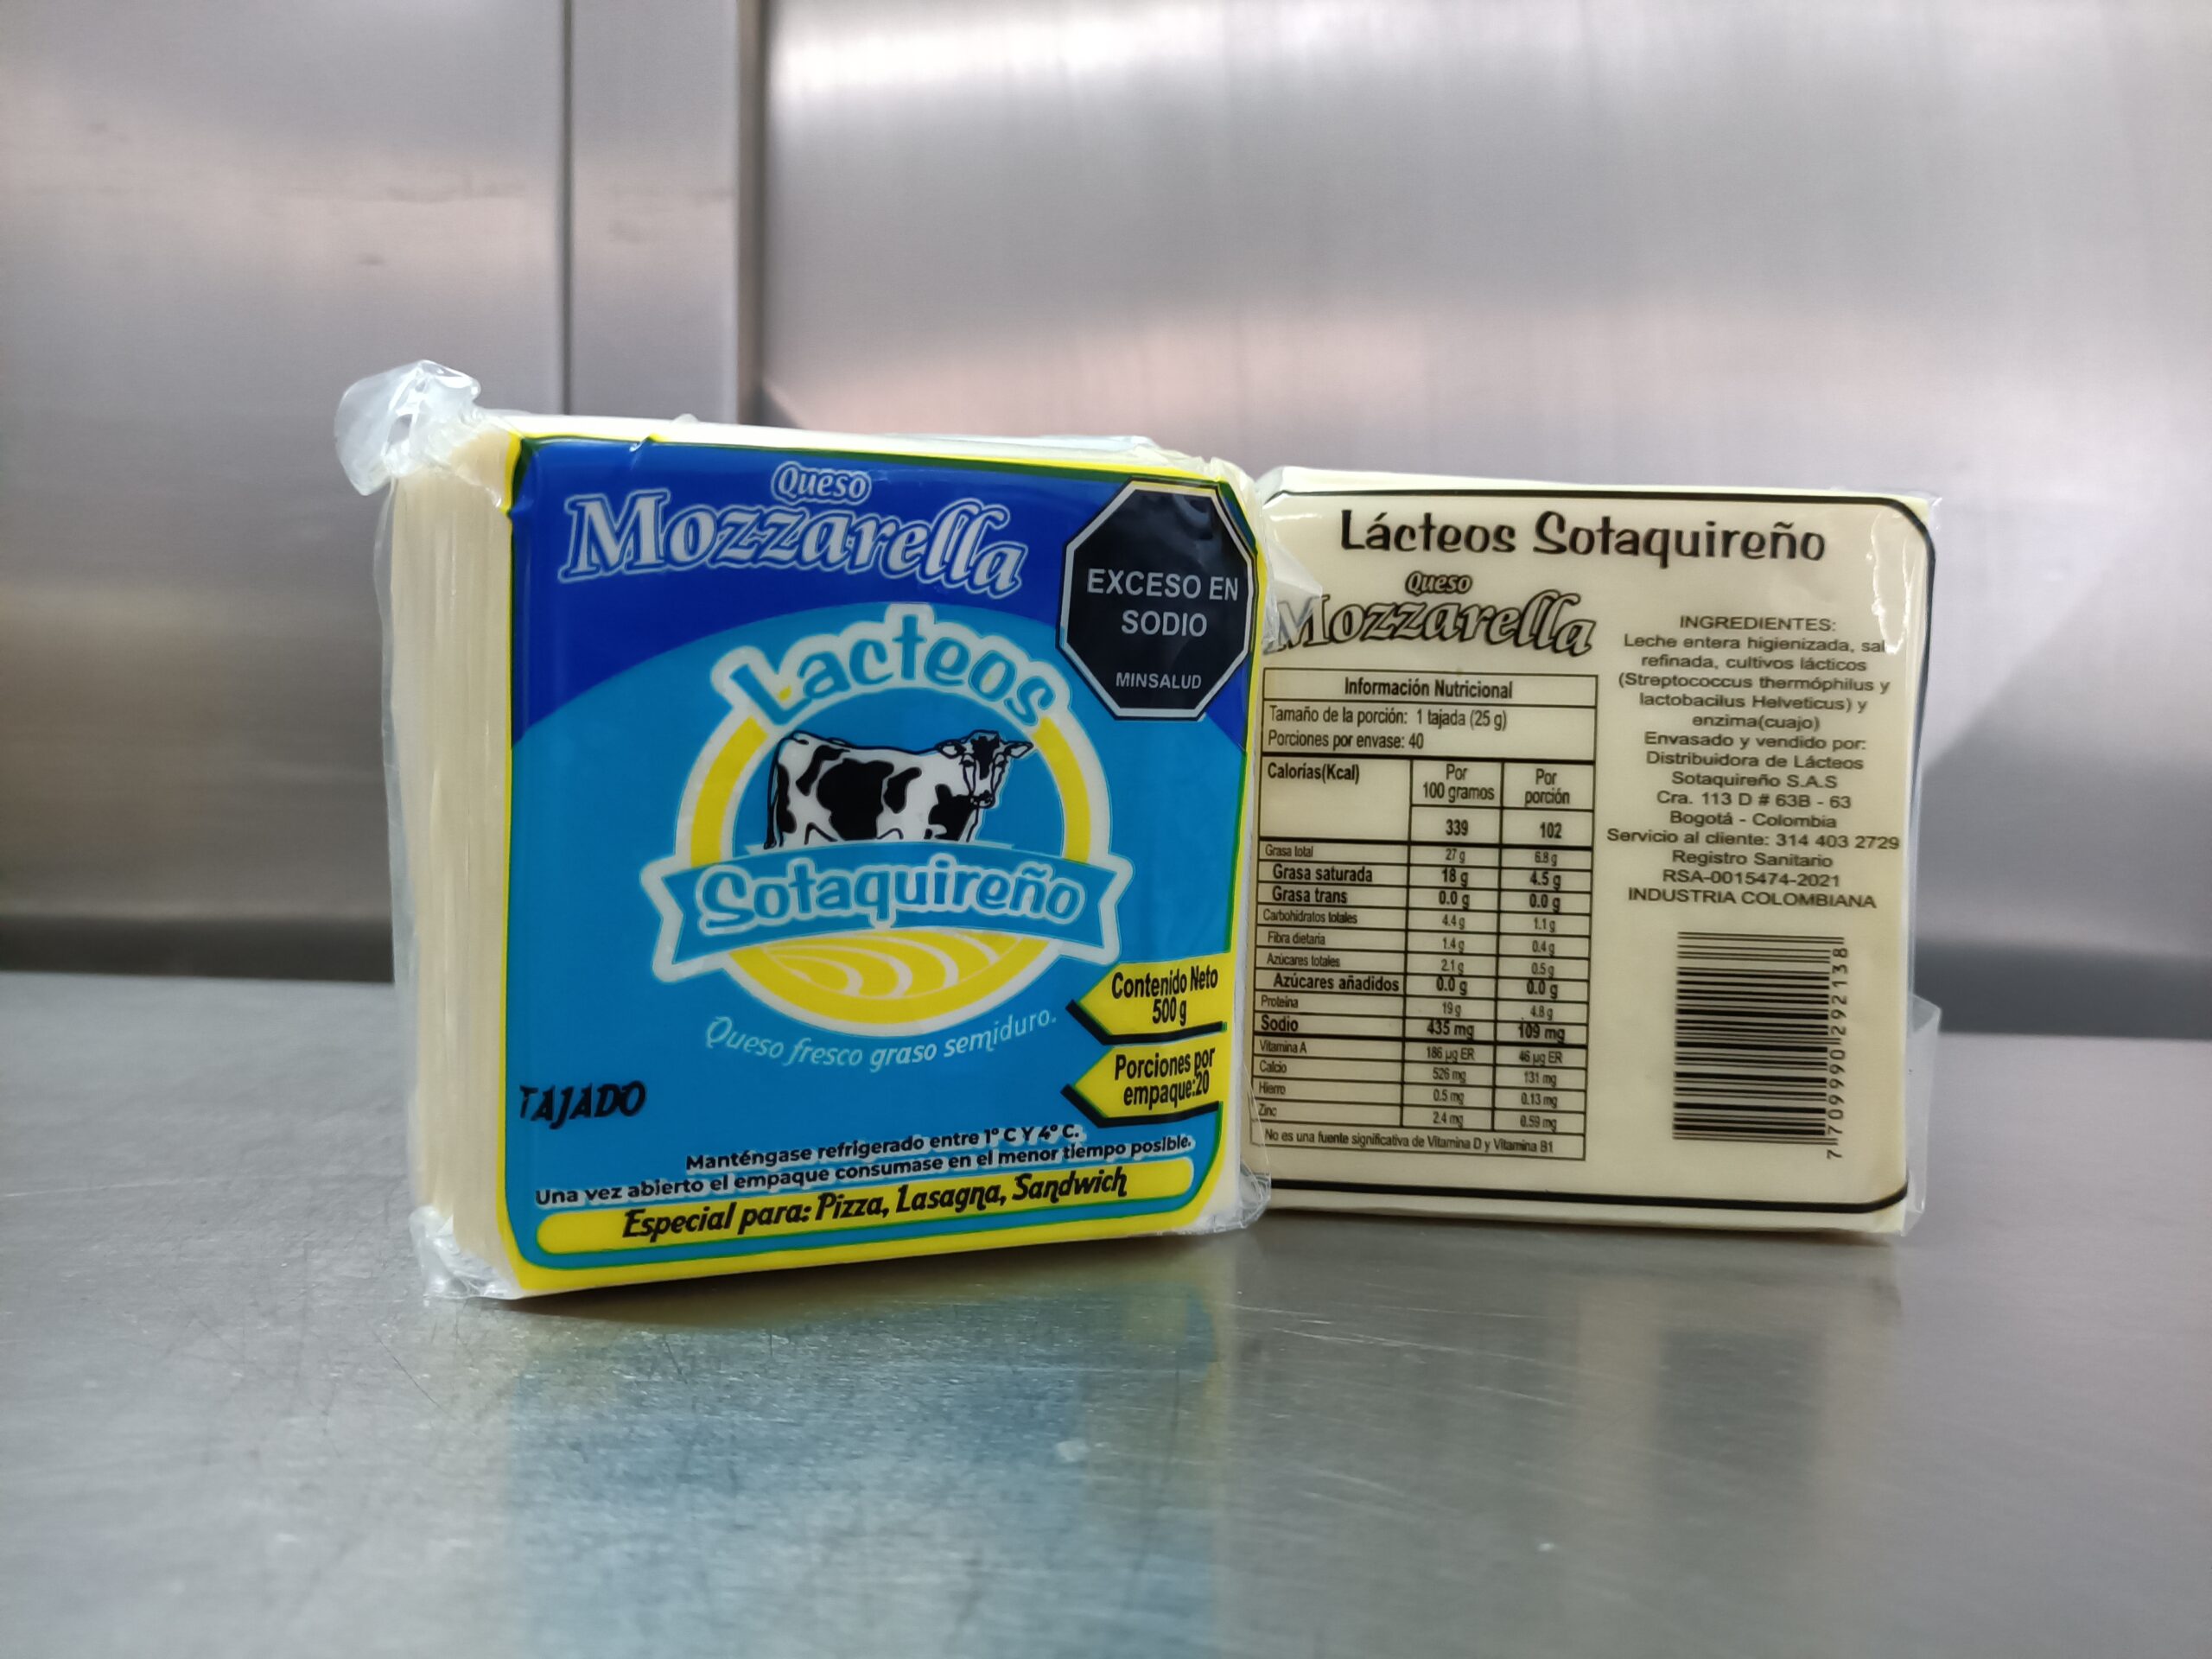 Queso
Mozzarella
EXCESO EN
SODIO
MINSALUD
Lacteos
Sotaquireño
Queso fresco graso semiduro.
Contenido Neto
500 g
Porciones por
empaque:20
TAJADO
Manténgase refrigerado entre 1° C Y 4° C.
Una vez abierto el empaque consumase en el menor tiempo posible.
Especial para: Pizza, Lasagna, Sandwich
Lácteos Sotaquireño
Queso
Mozzarella
Información Nutricional
Tamaño de la porción: 1 tajada (25 g)
Porciones por envase: 40
Calorías(Kcal) Por 100 gramos Por porción
339 102
Grasa total 27 g 6.8 g
Grasa saturada 18 g 4.5 g
Grasa trans 0.0 g 0.0 g
Carbohidratos totales 4.4 g 1.1 g
Fibra dietaria 1.4 g 0.4 g
Azúcares totales 2.1 g 0.5 g
Azúcares añadidos 0.0 g 0.0 g
Proteína 19 g 4.8 g
Sodio 435 mg 109 mg
Vitamina A 186 µg ER 46 µg ER
Calcio 526 mg 131 mg
Hierro 0.5 mg 0.13 mg
Zinc 2.4 mg 0.59 mg
No es una fuente significativa de Vitamina D y Vitamina B1
INGREDIENTES:
Leche entera higienizada, sal
refinada, cultivos lácticos
(Streptococcus thermóphilus y
lactobacilus Helveticus) y
enzima(cuajo)
Envasado y vendido por:
Distribuidora de Lácteos
Sotaquireño S.A.S
Cra. 113 D # 63B - 63
Bogotá - Colombia
Servicio al cliente: 314 403 2729
Registro Sanitario
RSA-0015474-2021
INDUSTRIA COLOMBIANA
7 709990 292138